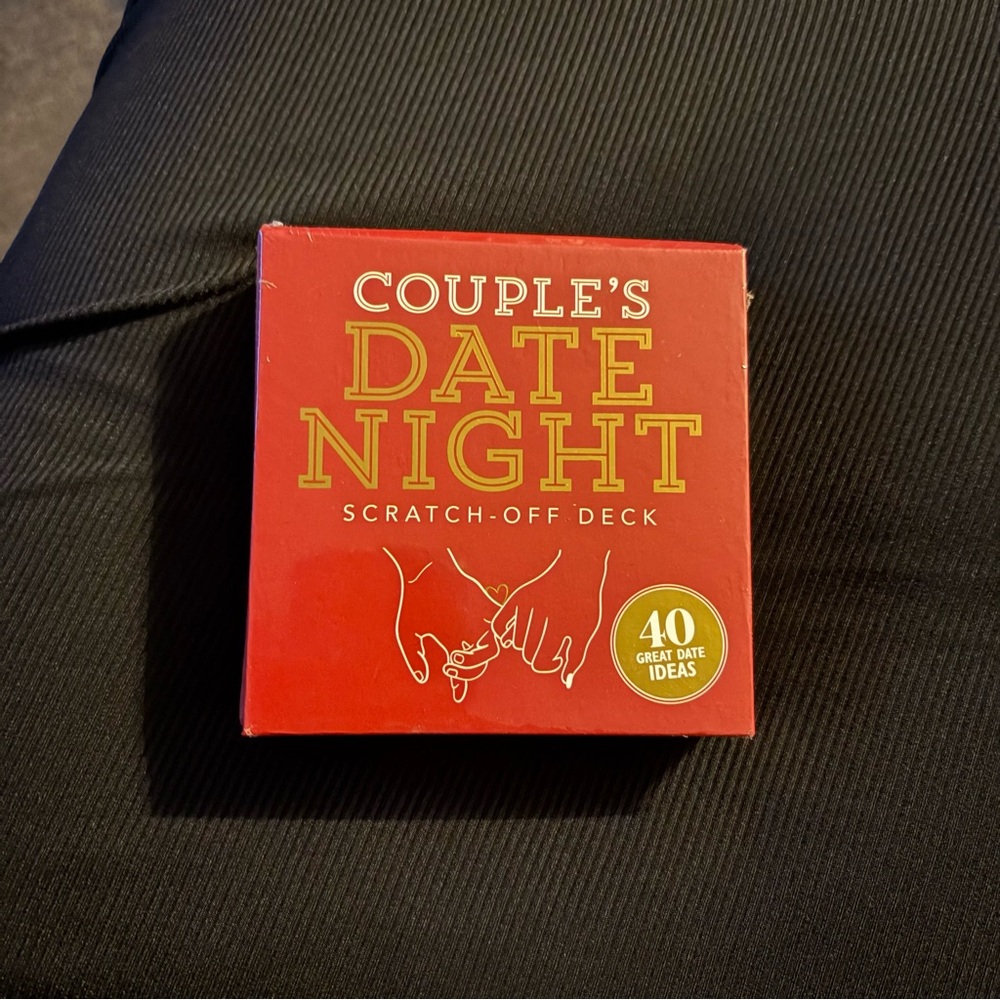 COUPLE'S
DATE
NIGHT
SCRATCH-OFF DECK
40
GREAT DATE
IDEAS